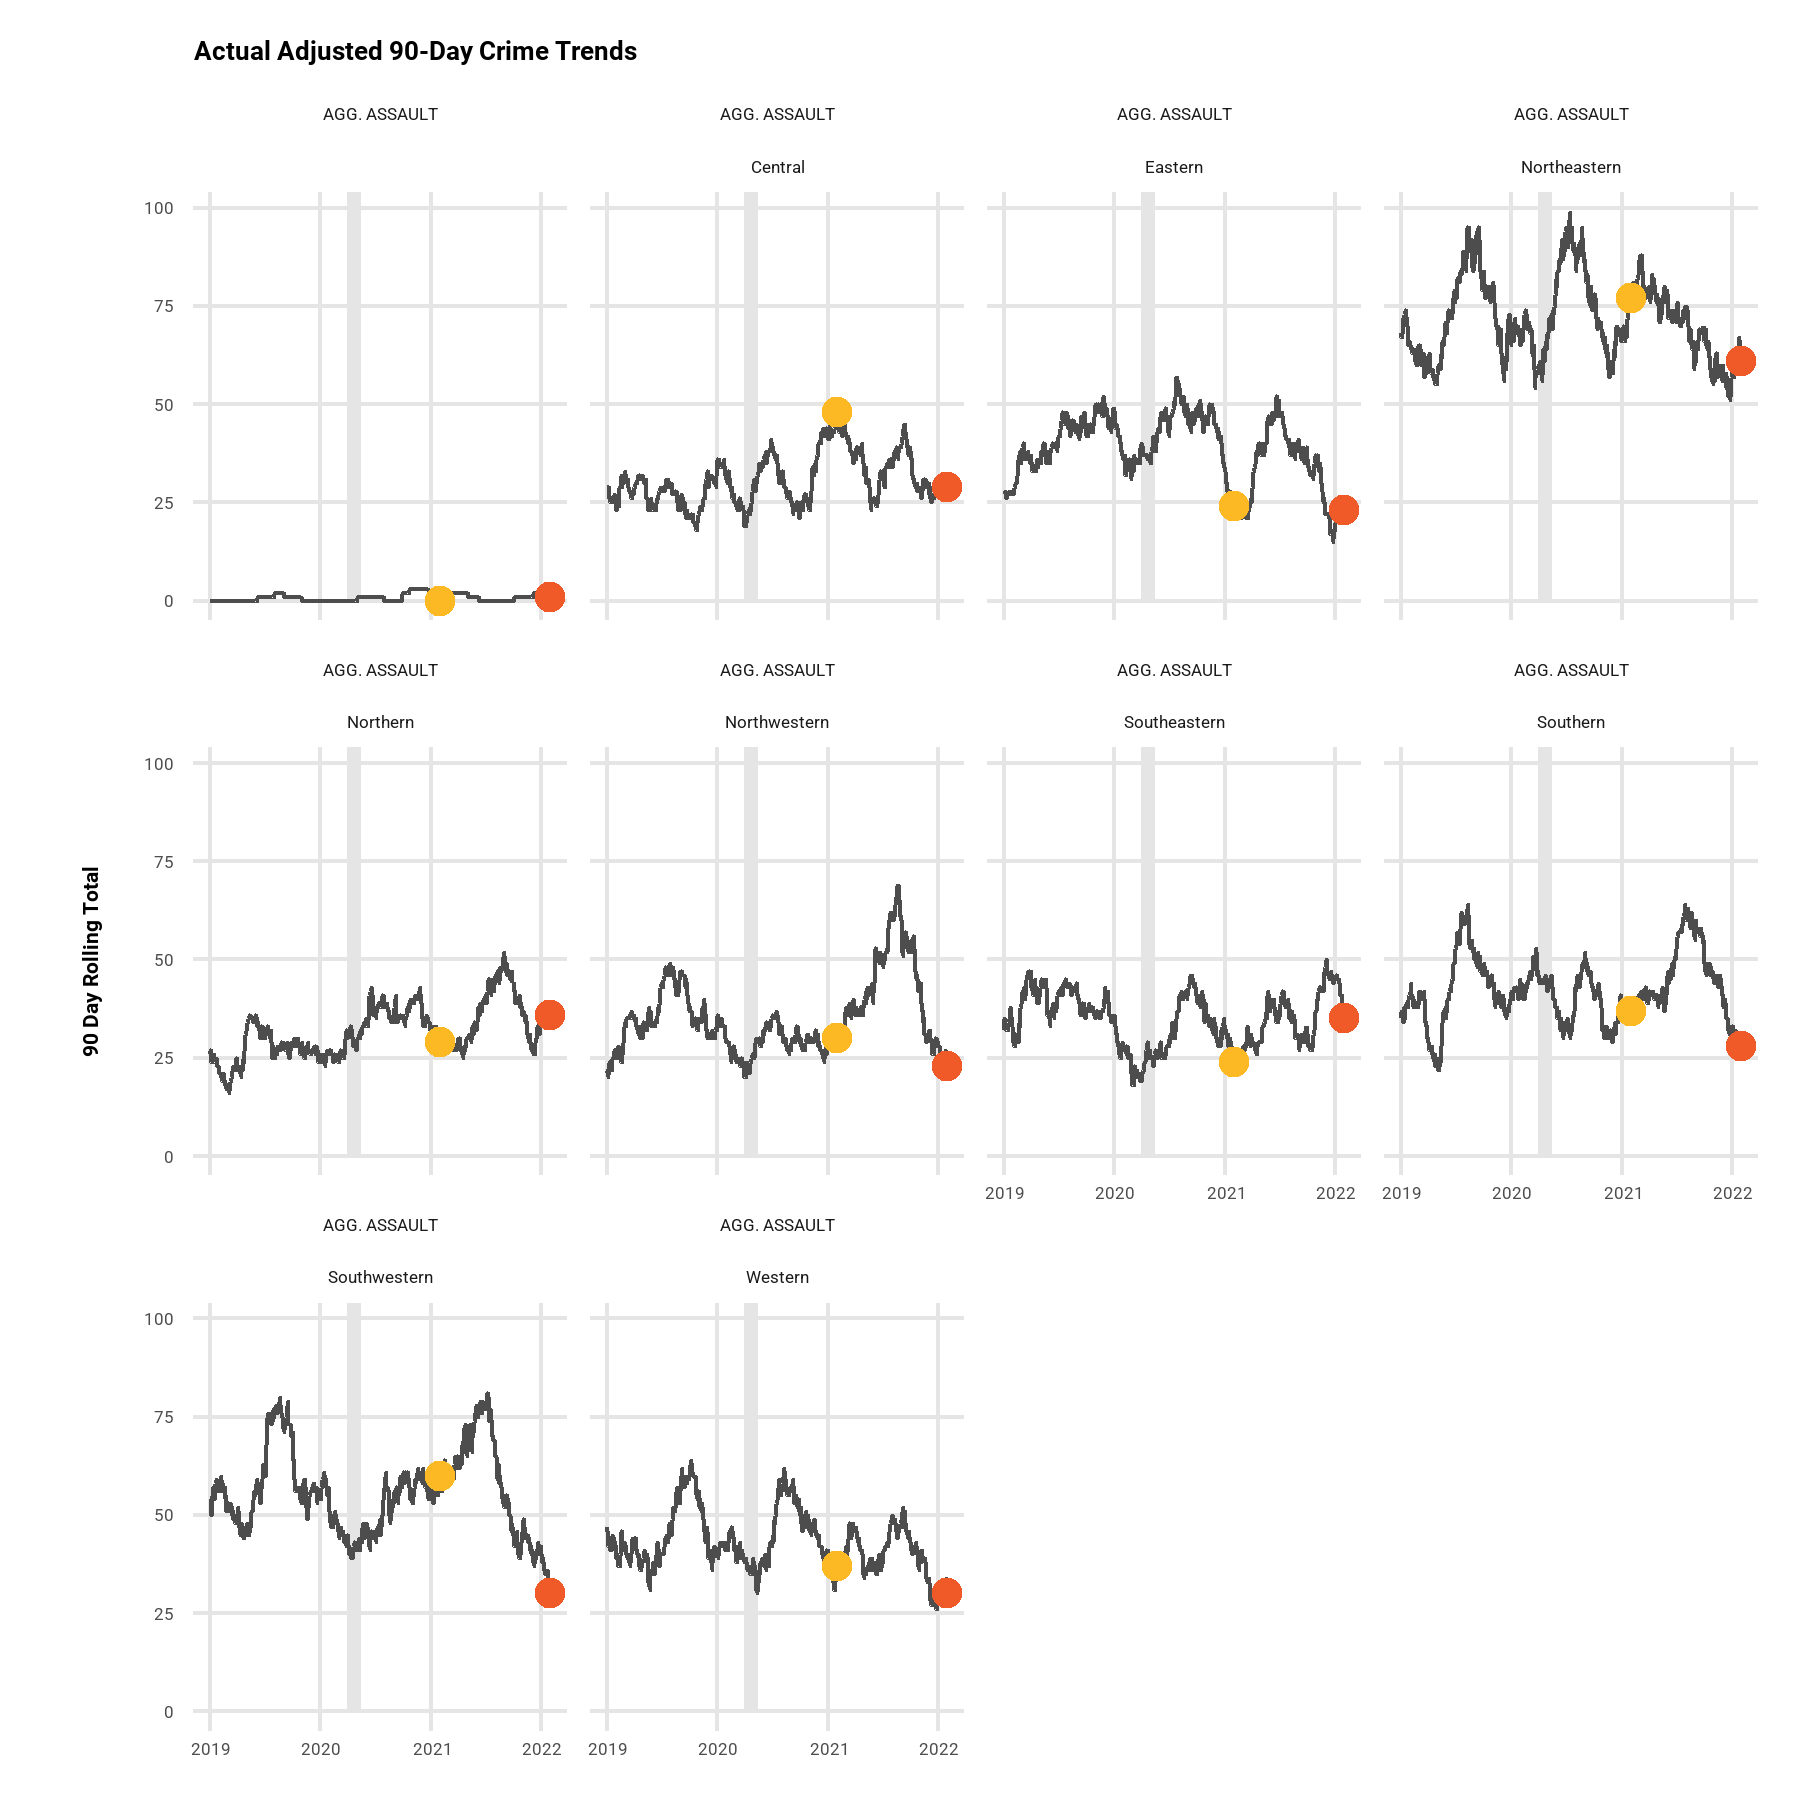 Actual Adjusted 90-Day Crime Trends
AGG. ASSAULT
AGG. ASSAULT
AGG. ASSAULT
AGG. ASSAULT
Central
Eastern
Northeastern
100
75
50
25
0
AGG. ASSAULT
AGG. ASSAULT
AGG. ASSAULT
AGG. ASSAULT
Northern
Northwestern
Southeastern
Southern
90 Day Rolling Total
100
75
50
25
0
2019 2020 2021 2022
2019 2020 2021 2022
AGG. ASSAULT
AGG. ASSAULT
Southwestern
Western
100
75
50
25
0
2019 2020 2021 2022
2019 2020 2021 2022